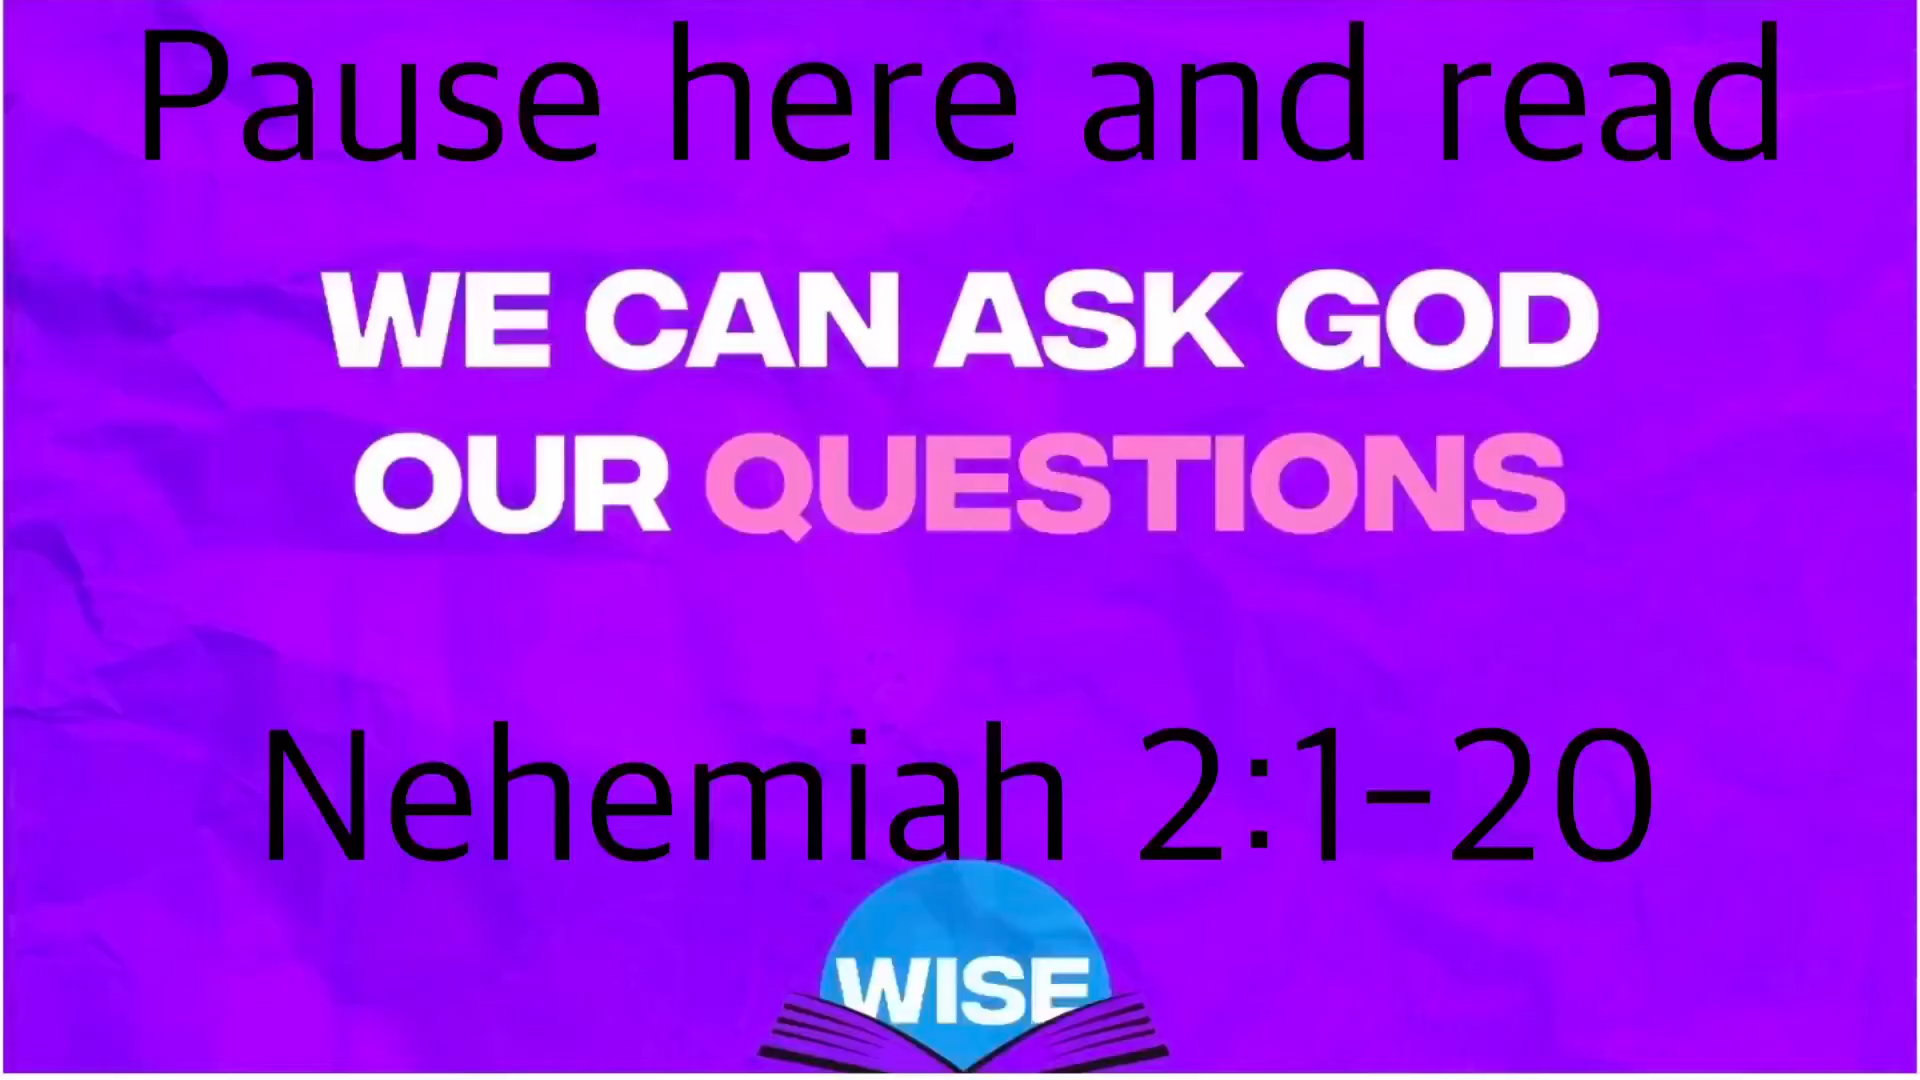 Pause here and read
WE CAN ASK GOD
OUR QUESTIONS
Nehemiah 2:1-20
WISE